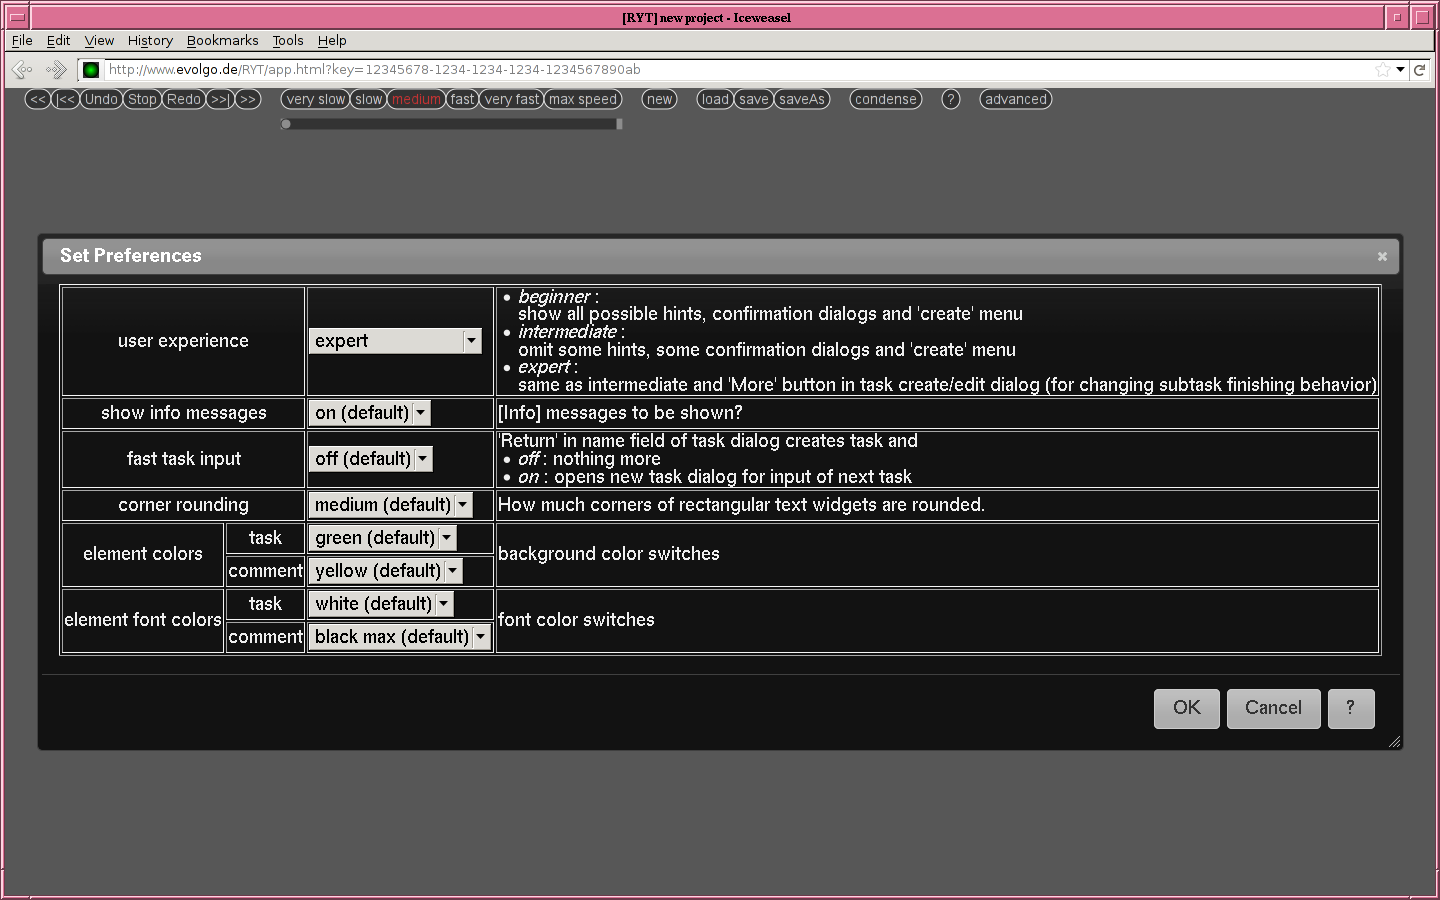 [RYT] new project - Iceweasel
File Edit View History Bookmarks Tools Help
http://www.evolgo.de/RYT/app.html?key=12345678-1234-1234-1234-1234567890ab
<< |<< Undo Stop Redo >>| >> very slow slow medium fast very fast max speed new load save saveAs condense ? advanced
Set Preferences
user experience
expert
• beginner :
show all possible hints, confirmation dialogs and 'create' menu
• intermediate :
omit some hints, some confirmation dialogs and 'create' menu
• expert :
same as intermediate and 'More' button in task create/edit dialog (for changing subtask finishing behavior)
show info messages
on (default)
[Info] messages to be shown?
fast task input
off (default)
'Return' in name field of task dialog creates task and
• off : nothing more
• on : opens new task dialog for input of next task
corner rounding
medium (default)
How much corners of rectangular text widgets are rounded.
element colors
task
green (default)
comment
yellow (default)
background color switches
element font colors
task
white (default)
comment
black max (default)
font color switches
OK Cancel ?